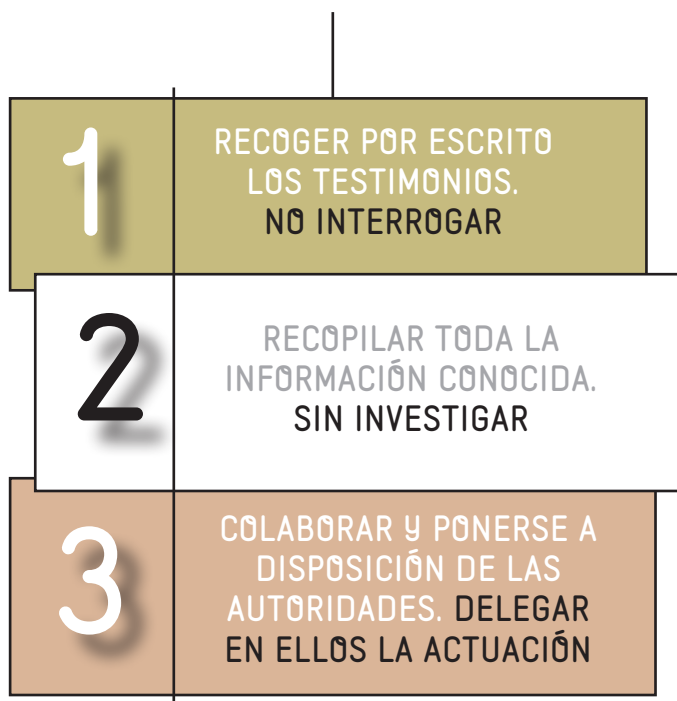 1
RECOGER POR ESCRITO
LOS TESTIMONIOS.
NO INTERROGAR
2
RECOPILAR TODA LA
INFORMACIÓN CONOCIDA.
SIN INVESTIGAR
3
COLABORAR Y PONERSE A
DISPOSICIÓN DE LAS
AUTORIDADES. DELEGAR
EN ELLOS LA ACTUACIÓN